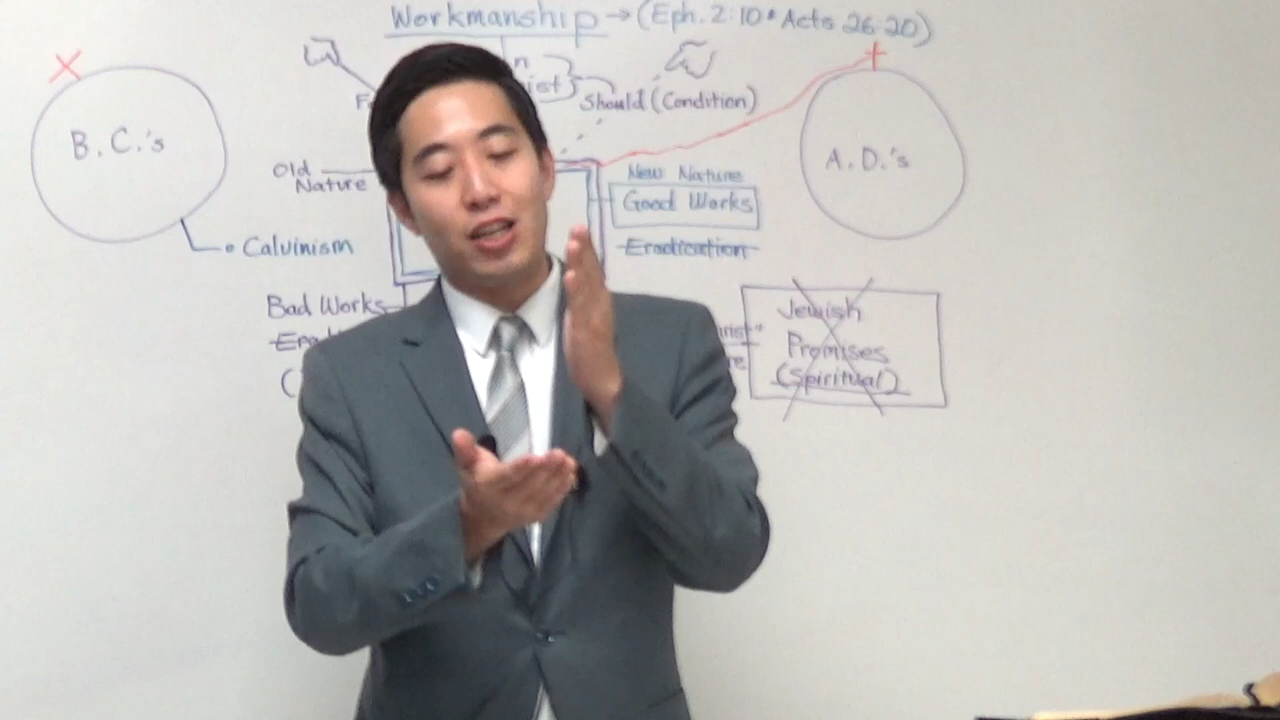 Workmanship → (Eph. 2:10 • Acts 26:20)
Should (Condition)
B. C.'s
A. D.'s
Old
Nature
New Nature
Good Works
• Calvinism
Eradication
Bad Works
Jewish
Promises
(Spiritual)